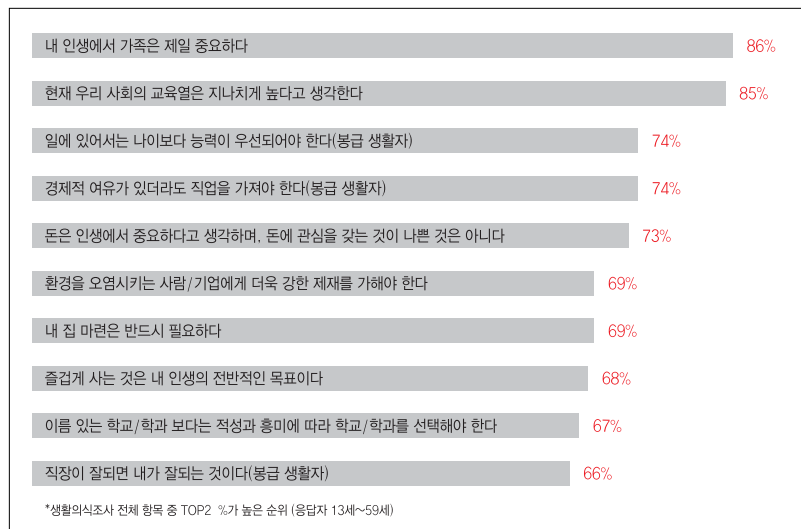 내 인생에서 가족은 제일 중요하다 86%
현재 우리 사회의 교육열은 지나치게 높다고 생각한다 85%
일에 있어서는 나이보다 능력이 우선되어야 한다(봉급 생활자) 74%
경제적 여유가 있더라도 직업을 가져야 한다(봉급 생활자) 74%
돈은 인생에서 중요하다고 생각하며, 돈에 관심을 갖는 것이 나쁜 것은 아니다 73%
환경을 오염시키는 사람/기업에게 더욱 강한 제재를 가해야 한다 69%
내 집 마련은 반드시 필요하다 69%
즐겁게 사는 것은 내 인생의 전반적인 목표이다 68%
이름 있는 학교/학과 보다는 적성과 흥미에 따라 학교/학과를 선택해야 한다 67%
직장이 잘되면 내가 잘되는 것이다(봉급 생활자) 66%
*생활의식조사 전체 항목 중 TOP2 %가 높은 순위 (응답자 13세~59세)